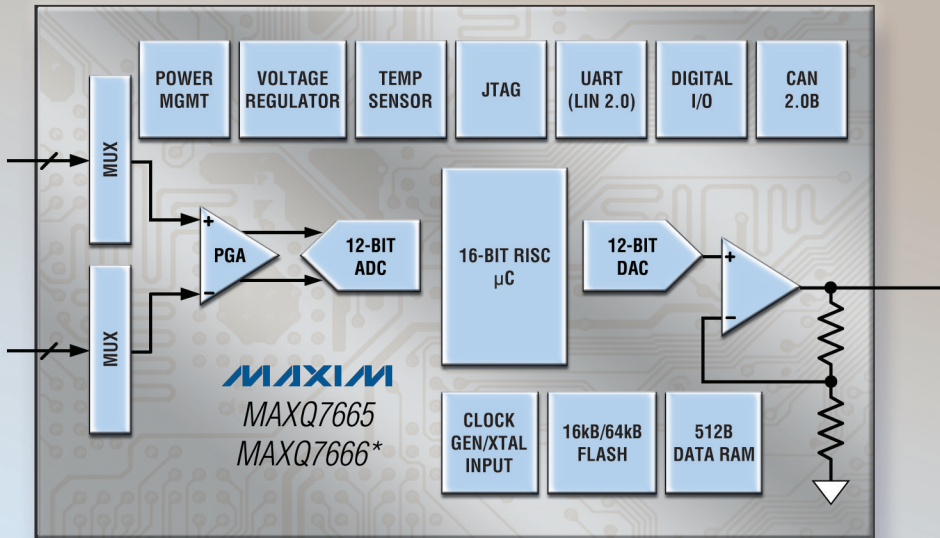 POWER
MGMT
VOLTAGE
REGULATOR
TEMP
SENSOR
JTAG
UART
(LIN 2.0)
DIGITAL
I/O
CAN
2.0B
MUX
+
PGA
−
12-BIT
ADC
16-BIT RISC
µC
12-BIT
DAC
+
−
MUX
MAXIM
MAXQ7665
MAXQ7666*
CLOCK
GEN/XTAL
INPUT
16kB/64kB
FLASH
512B
DATA RAM